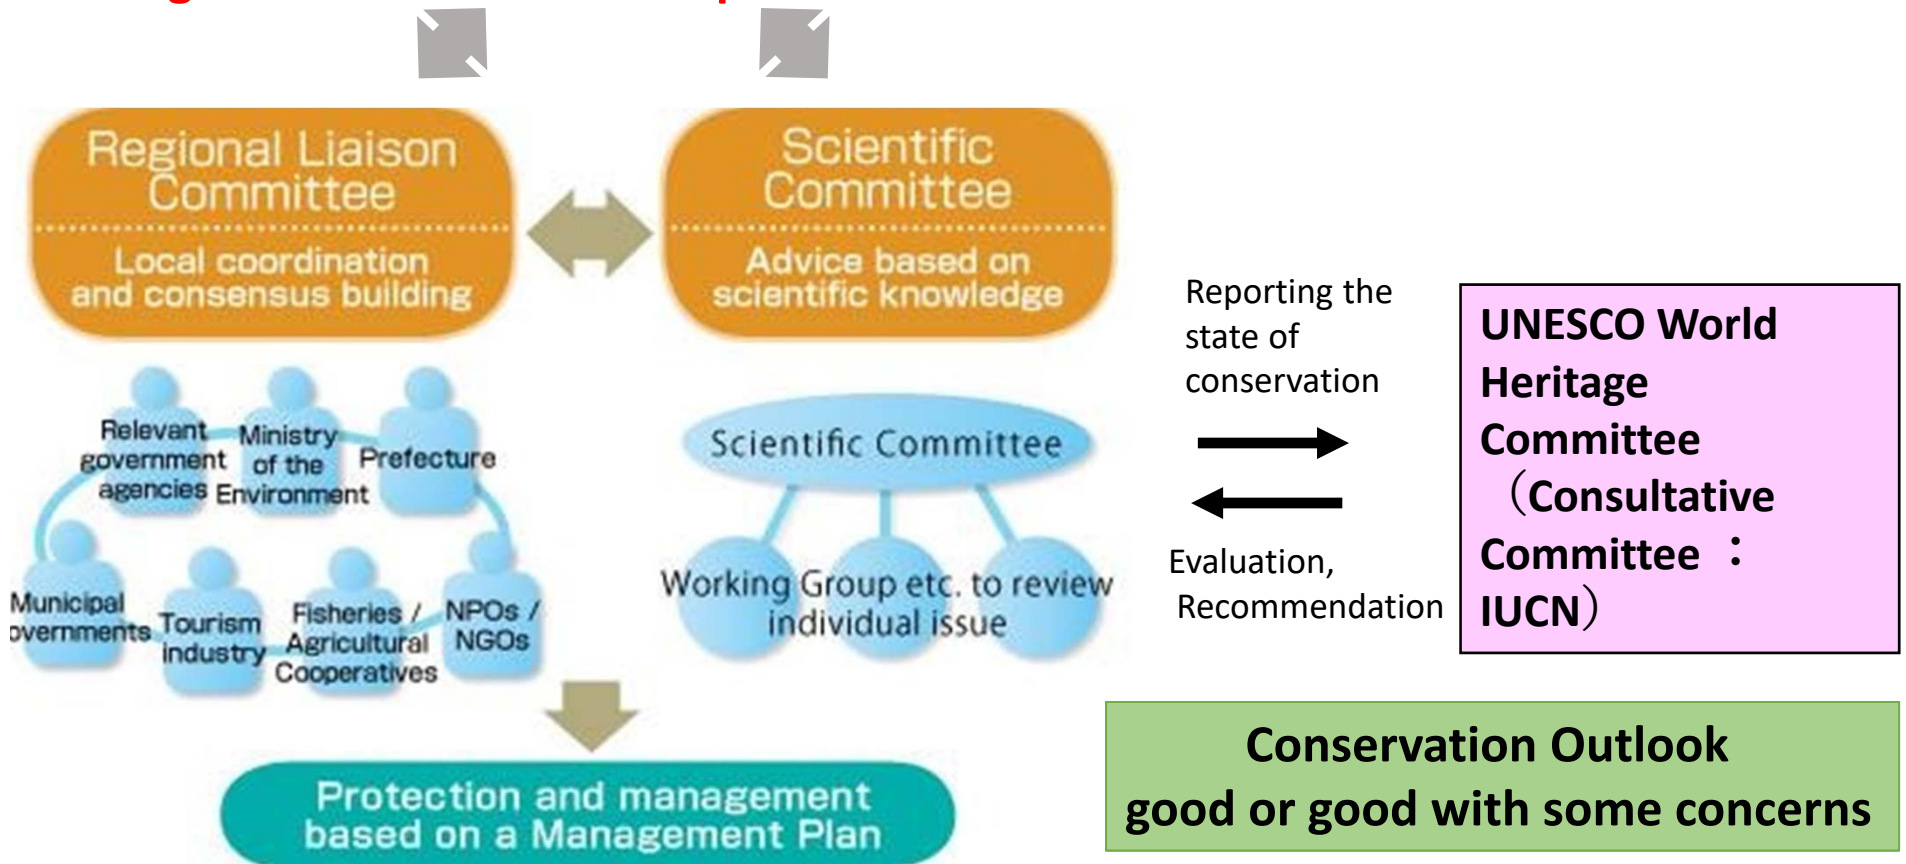 Regional Liaison
Committee
Local coordination
and consensus building
Scientific
Committee
Advice based on
scientific knowledge
Relevant
government
agencies
Ministry
of the
Environment
Prefecture
Municipal
Tourism
industry
Fisheries /
Agricultural
Cooperatives
NPOs /
NGOs
Scientific Committee
Working Group etc. to review
individual issue
Reporting the
state of
conservation
Evaluation,
Recommendation
UNESCO World
Heritage
Committee
（Consultative
Committee ：
IUCN）
Protection and management
based on a Management Plan
Conservation Outlook
good or good with some concerns